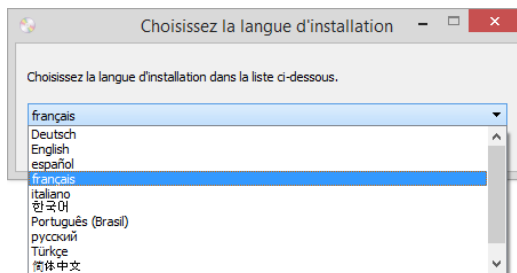 Choisissez la langue d'installation
Choisissez la langue d'installation dans la liste ci-dessous.
français
Deutsch
English
español
français
italiano
한국어
Português (Brasil)
русский
Türkçe
简体中文